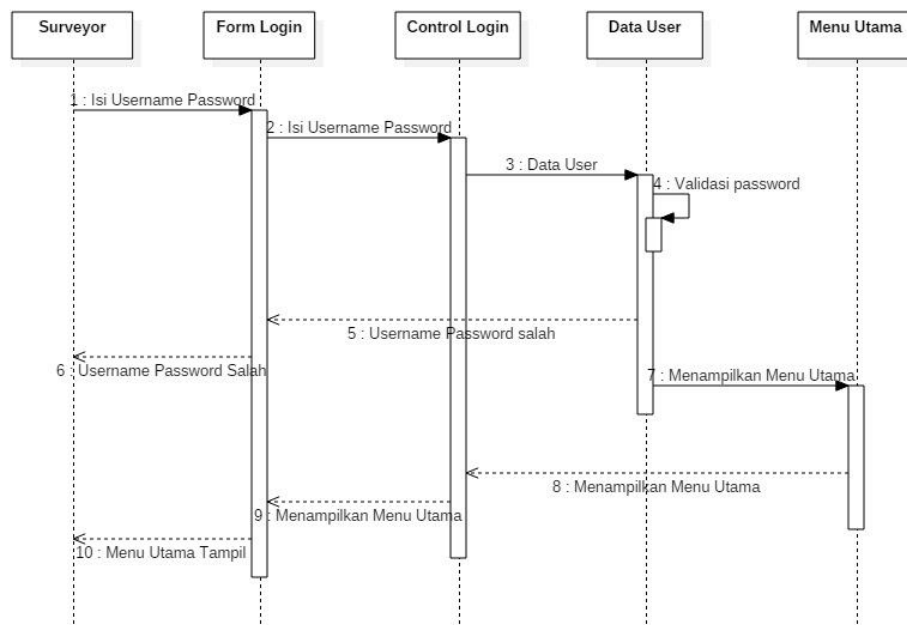 Surveyor
Form Login
Control Login
Data User
Menu Utama
1 : Isi Username Password
2 : Isi Username Password
3 : Data User
4 : Validasi password
5 : Username Password salah
6 : Username Password Salah
7 : Menampilkan Menu Utama
8 : Menampilkan Menu Utama
9 : Menampilkan Menu Utama
10 : Menu Utama Tampil